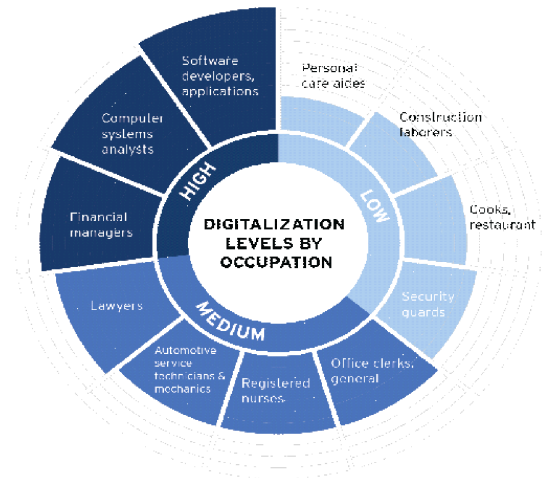 Software
developers,
applications
Personal
care aides
Computer
systems
analysts
Construction
laborers
HIGH
LOW
Financial
managers
DIGITALIZATION
LEVELS BY
OCCUPATION
Cooks,
restaurant
Lawyers
MEDIUM
Security
guards
Automotive
service
technicians &
mechanics
Registered
nurses
Office clerks,
general